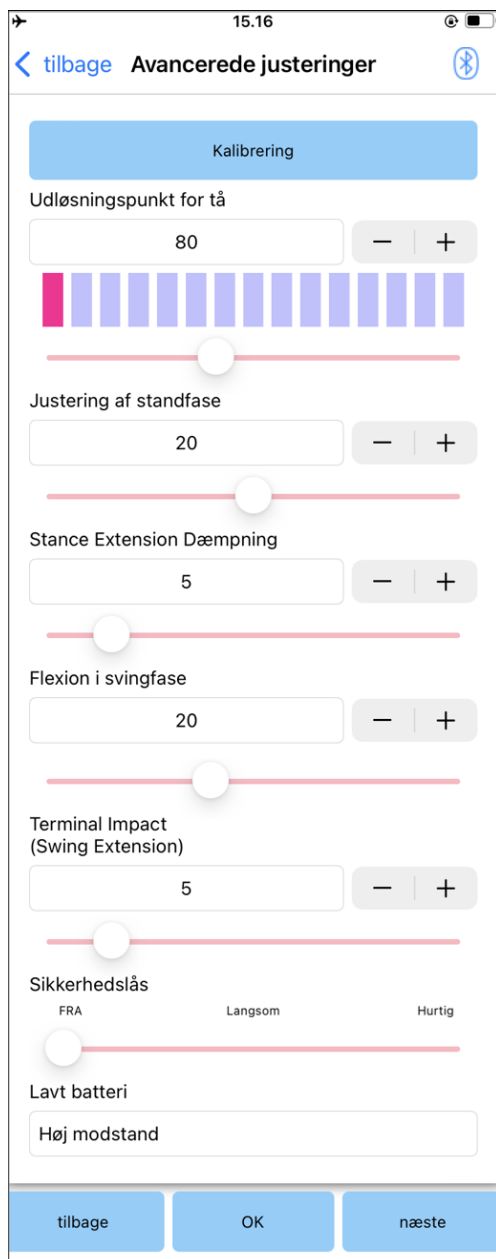 15.16
tilbage Avancerede justeringer
Kalibrering
Udløsningspunkt for tå
80 — +
Justering af standfase
20 — +
Stance Extension Dæmpning
5 — +
Flexion i svingfase
20 — +
Terminal Impact
(Swing Extension)
5 — +
Sikkerhedslås
FRA Langsom Hurtig
Lavt batteri
Høj modstand
tilbage OK næste